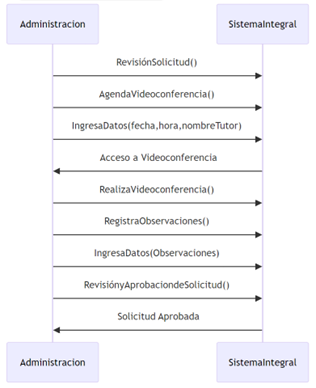 Administracion
SistemaIntegral
RevisiónSolicitud()
AgendaVideoconferencia()
IngresaDatos(fecha,hora,nombreTutor)
Acceso a Videoconferencia
RealizaVideoconferencia()
RegistraObservaciones()
IngresaDatos(Observaciones)
RevisiónyAprobaciondeSolicitud()
Solicitud Aprobada
Administracion
SistemaIntegral